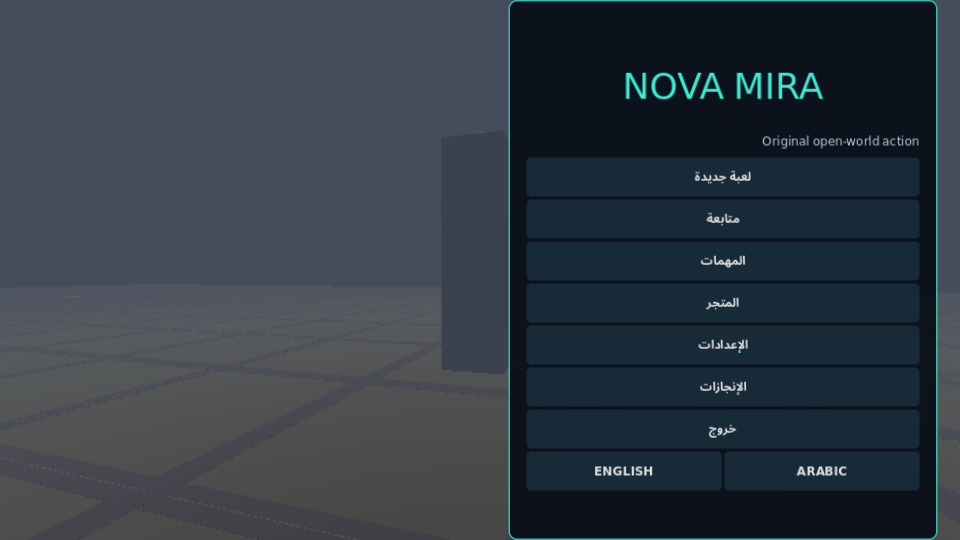 NOVA MIRA
Original open-world action
لعبة جديدة
متابعة
المهمات
المتجر
الإعدادات
الإنجازات
خروج
ENGLISH
ARABIC